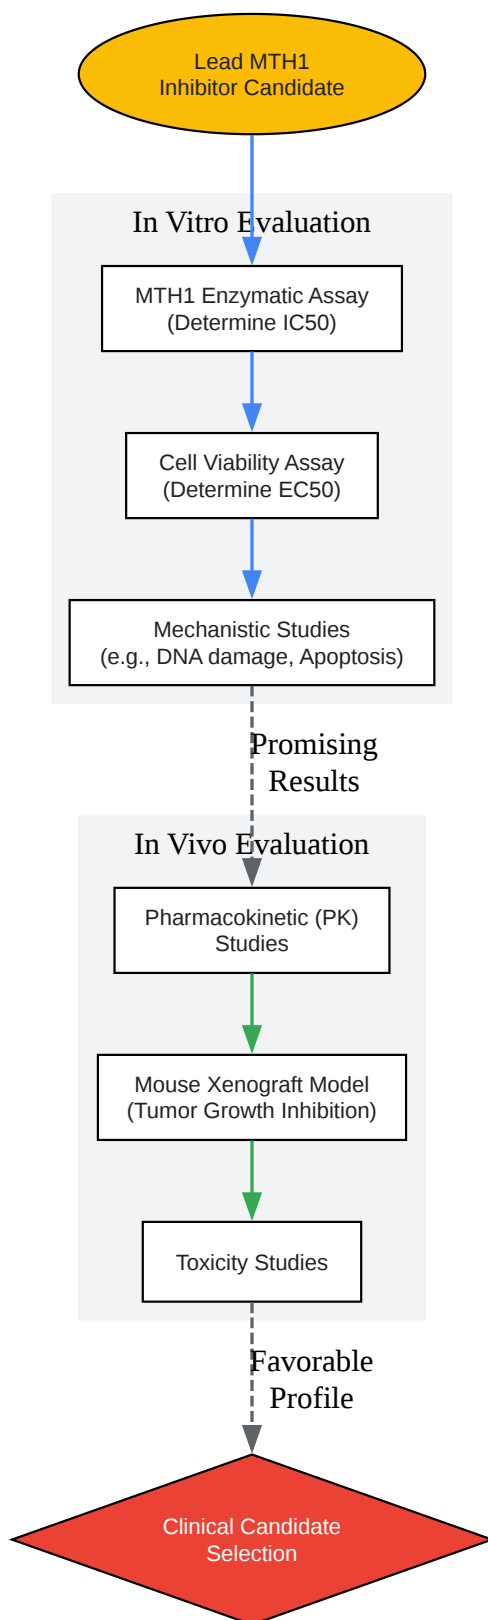 Lead MTH1
Inhibitor Candidate
In Vitro Evaluation
MTH1 Enzymatic Assay
(Determine IC50)
Cell Viability Assay
(Determine EC50)
Mechanistic Studies
(e.g., DNA damage, Apoptosis)
Promising
Results
In Vivo Evaluation
Pharmacokinetic (PK)
Studies
Mouse Xenograft Model
(Tumor Growth Inhibition)
Toxicity Studies
Favorable
Profile
Clinical Candidate
Selection